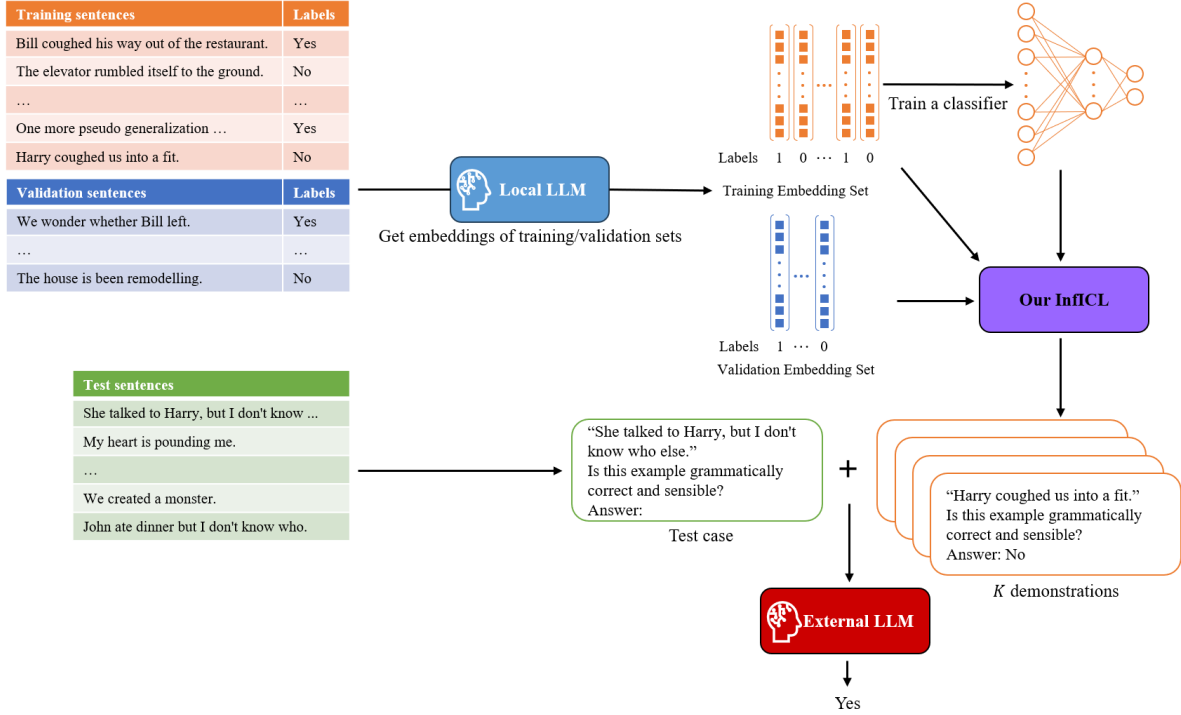 Training sentences Labels
Bill coughed his way out of the restaurant. Yes
The elevator rumbled itself to the ground. No
… …
One more pseudo generalization … Yes
Harry coughed us into a fit. No
Validation sentences Labels
We wonder whether Bill left. Yes
… …
The house is been remodelling. No
Local LLM
Get embeddings of training/validation sets
Labels 1 0 ⋯ 1 0
Training Embedding Set
Train a classifier
Labels 1 ⋯ 0
Validation Embedding Set
Our InfICL
Test sentences
She talked to Harry, but I don't know ...
My heart is pounding me.
…
We created a monster.
John ate dinner but I don't know who.
“She talked to Harry, but I don't
know who else.”
Is this example grammatically
correct and sensible?
Answer:
Test case
+
“Harry coughed us into a fit.”
Is this example grammatically
correct and sensible?
Answer: No
K demonstrations
External LLM
Yes